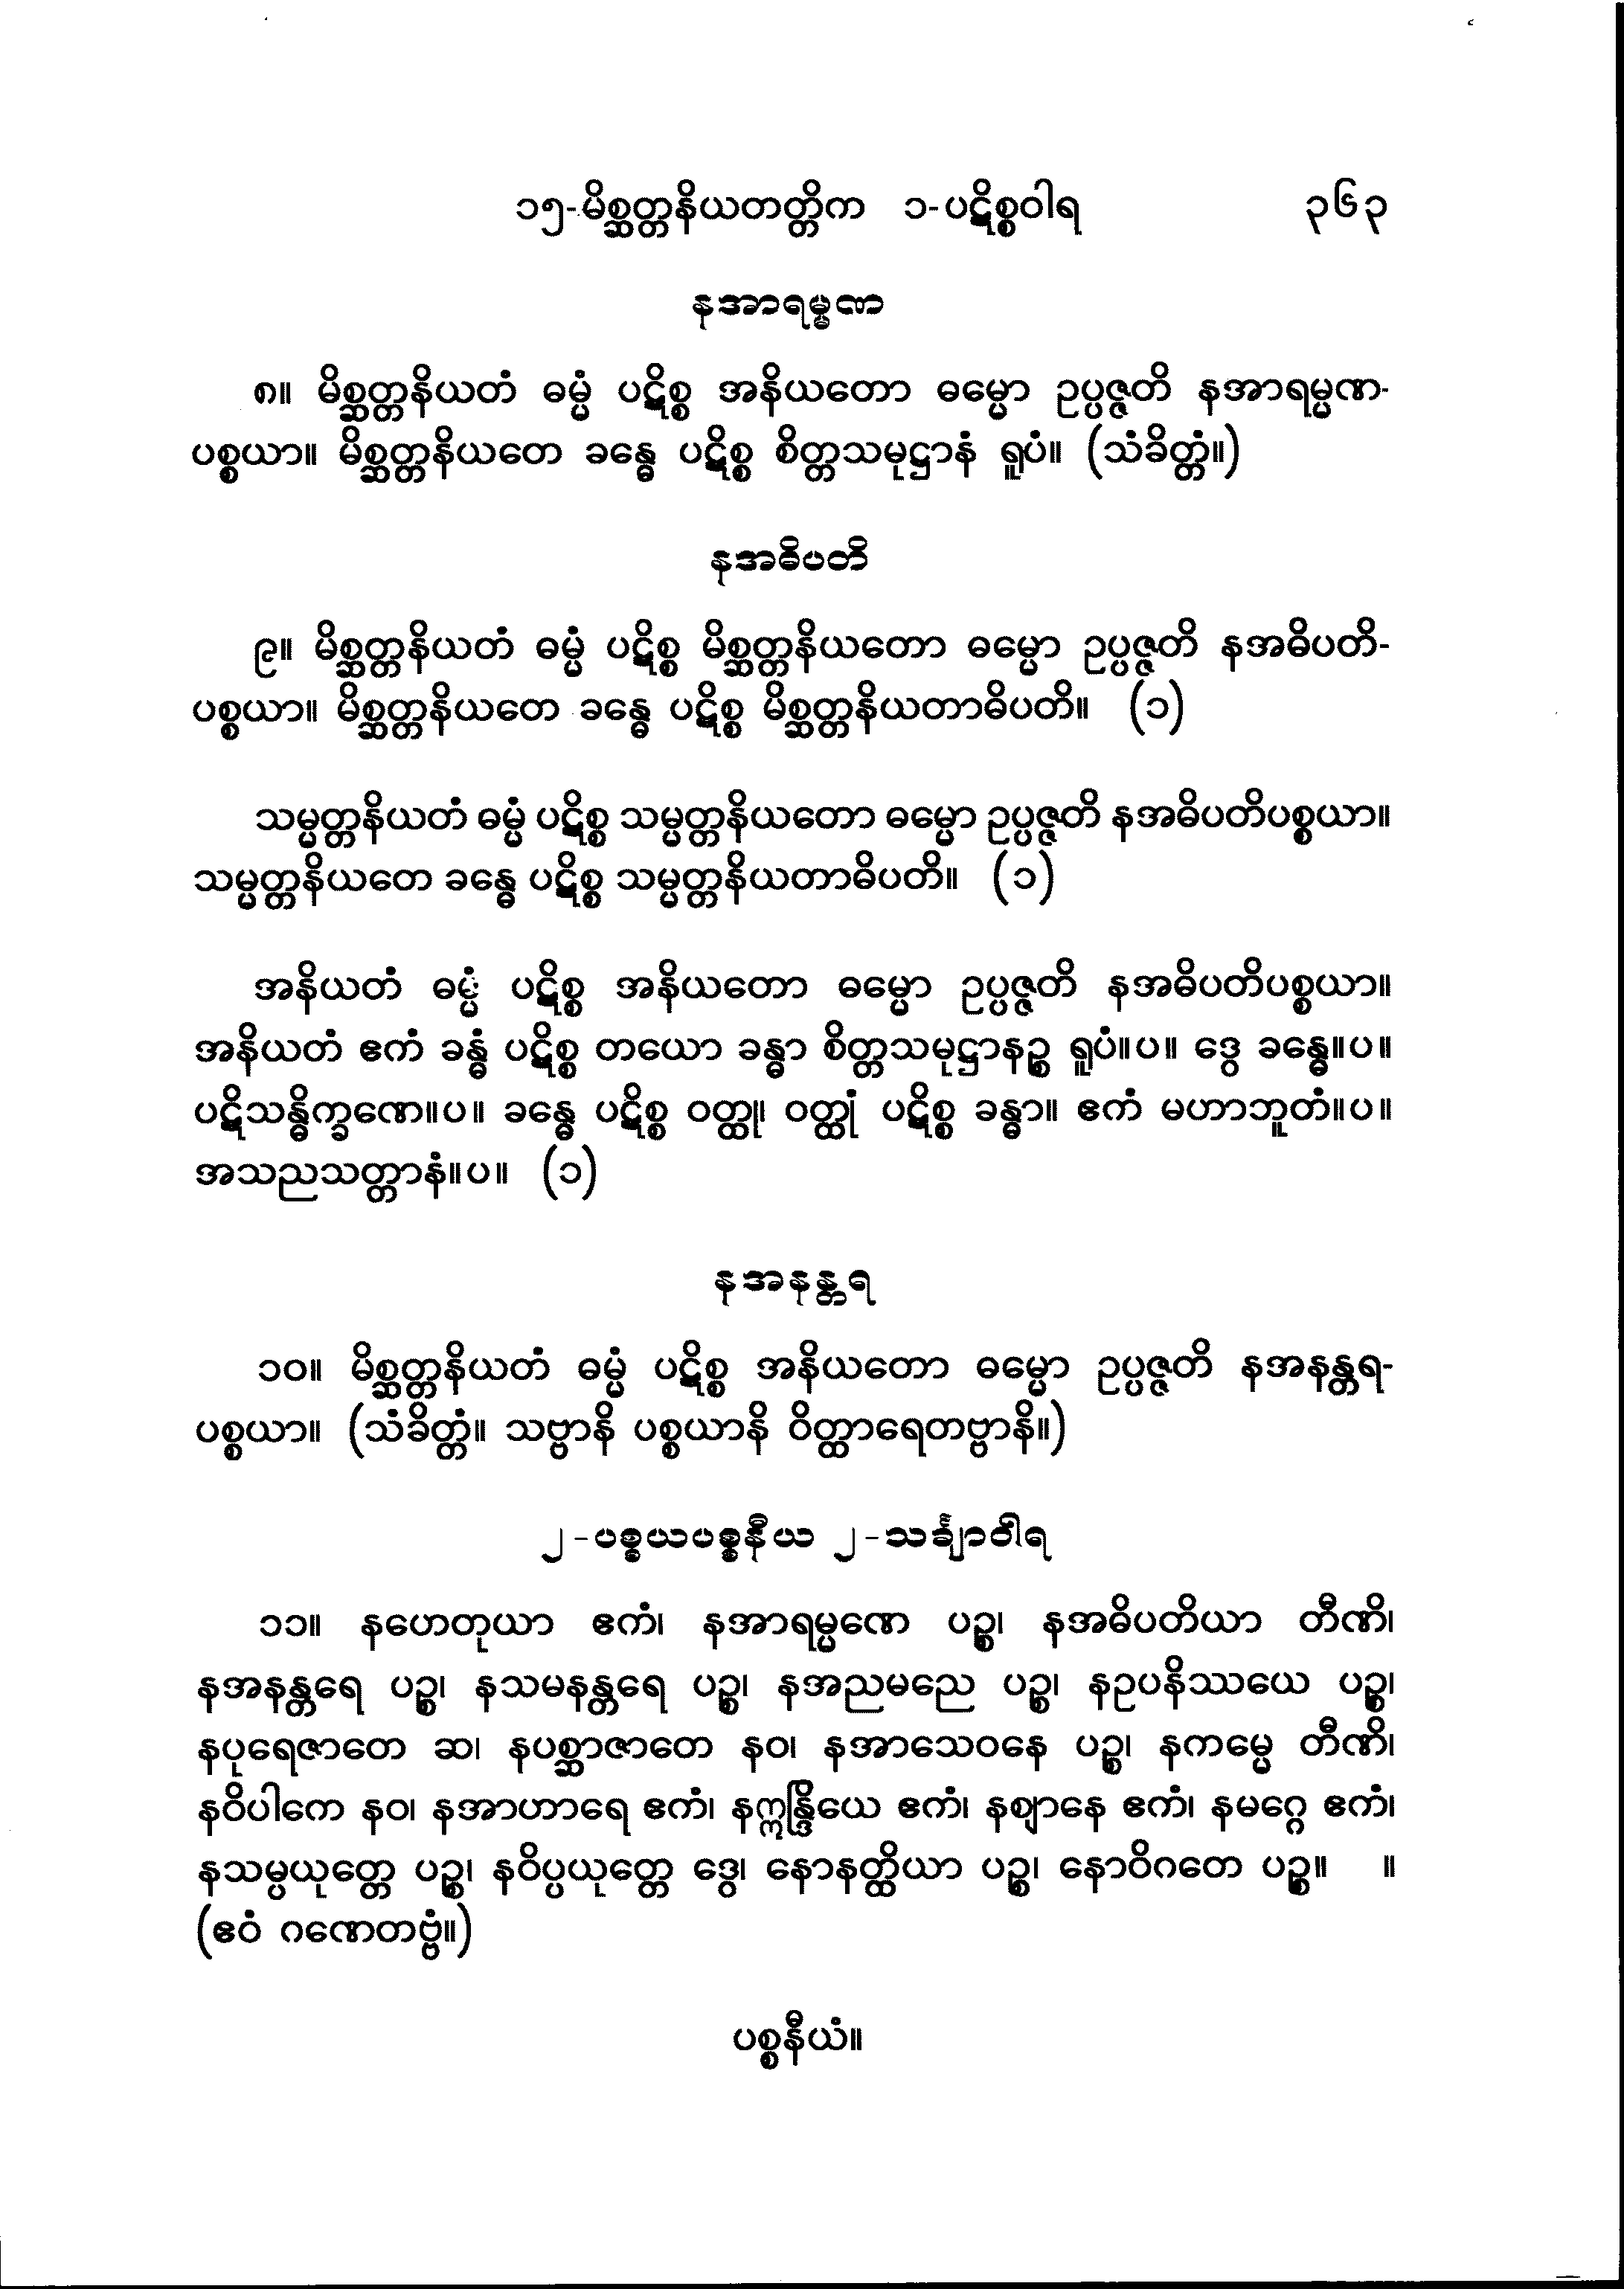 ၁၅-မိစ္ဆတ္တနိယတတ္တိက ၁-ပဋိစ္စဝါရ ၃၆၃
နအာရမ္မဏ
၈။ မိစ္ဆတ္တနိယတံ ဓမ္မံ ပဋိစ္စ အနိယတော ဓမ္မော ဥပ္ပဇ္ဇတိ နအာရမ္မဏ-
ပစ္စယာ။ မိစ္ဆတ္တနိယတေ ခန္ဓေ ပဋိစ္စ စိတ္တသမုဋ္ဌာနံ ရူပံ။ (သံခိတ္တံ။)
နအဓိပတိ
၉။ မိစ္ဆတ္တနိယတံ ဓမ္မံ ပဋိစ္စ မိစ္ဆတ္တနိယတော ဓမ္မော ဥပ္ပဇ္ဇတိ နအဓိပတိ-
ပစ္စယာ။ မိစ္ဆတ္တနိယတေ ခန္ဓေ ပဋိစ္စ မိစ္ဆတ္တနိယတာဓိပတိ။ (၁)
သမ္မတ္တနိယတံ ဓမ္မံ ပဋိစ္စ သမ္မတ္တနိယတော ဓမ္မော ဥပ္ပဇ္ဇတိ နအဓိပတိပစ္စယာ။
သမ္မတ္တနိယတေ ခန္ဓေ ပဋိစ္စ သမ္မတ္တနိယတာဓိပတိ။ (၁)
အနိယတံ ဓမ္မံ ပဋိစ္စ အနိယတော ဓမ္မော ဥပ္ပဇ္ဇတိ နအဓိပတိပစ္စယာ။
အနိယတံ ဧကံ ခန္ဓံ ပဋိစ္စ တယော ခန္ဓာ စိတ္တသမုဋ္ဌာနဉ္စ ရူပံ။ပ။ ဒွေ ခန္ဓေ။ပ။
ပဋိသန္ဓိက္ခဏေ။ပ။ ခန္ဓေ ပဋိစ္စ ဝတ္ထု၊ ဝတ္ထုံ ပဋိစ္စ ခန္ဓာ။ ဧကံ မဟာဘူတံ။ပ။
အသညသတ္တာနံ။ပ။ (၁)
နအနန္တရ
၁၀။ မိစ္ဆတ္တနိယတံ ဓမ္မံ ပဋိစ္စ အနိယတော ဓမ္မော ဥပ္ပဇ္ဇတိ နအနန္တရ-
ပစ္စယာ။ (သံခိတ္တံ။ သဗ္ဗာနိ ပစ္စယာနိ ဝိတ္ထာရေတဗ္ဗာနိ။)
၂-ပစ္စယပစ္စနီယ ၂-သင်္ချာဝါရ
၁၁။ နဟေတုယာ ဧကံ၊ နအာရမ္မဏေ ပဉ္စ၊ နအဓိပတိယာ တီဏိ၊
နအနန္တရေ ပဉ္စ၊ နသမနန္တရေ ပဉ္စ၊ နအညမညေ ပဉ္စ၊ နဥပနိဿယေ ပဉ္စ၊
နပုရေဇာတေ ဆ၊ နပစ္ဆာဇာတေ နဝ၊ နအာသေဝနေ ပဉ္စ၊ နကမ္မေ တီဏိ၊
နဝိပါကေ နဝ၊ နအာဟာရေ ဧကံ၊ နဣန္ဒြိယေ ဧကံ၊ နဈာနေ ဧကံ၊ နမဂ္ဂေ ဧကံ၊
နသမ္ပယုတ္တေ ပဉ္စ၊ နဝိပ္ပယုတ္တေ ဒွေ၊ နောနတ္ထိယာ ပဉ္စ၊ နောဝိဂတေ ပဉ္စ။ ။
(ဧဝံ ဂဏေတဗ္ဗံ။)
ပစ္စနီယံ။